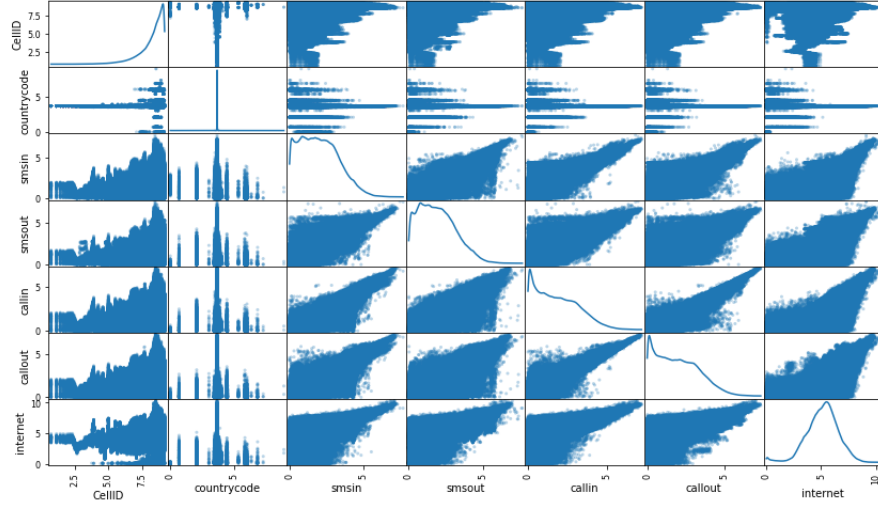 CellID
7.5
5.0
2.5
countrycode
5
0
smsin
5
0
smsout
5
0
callin
5
0
callout
5
0
internet
10
5
0
2.5 5.0 7.5 5 0 5 0 5 0 5 0 5 0 5 10
CellID countrycode smsin smsout callin callout internet